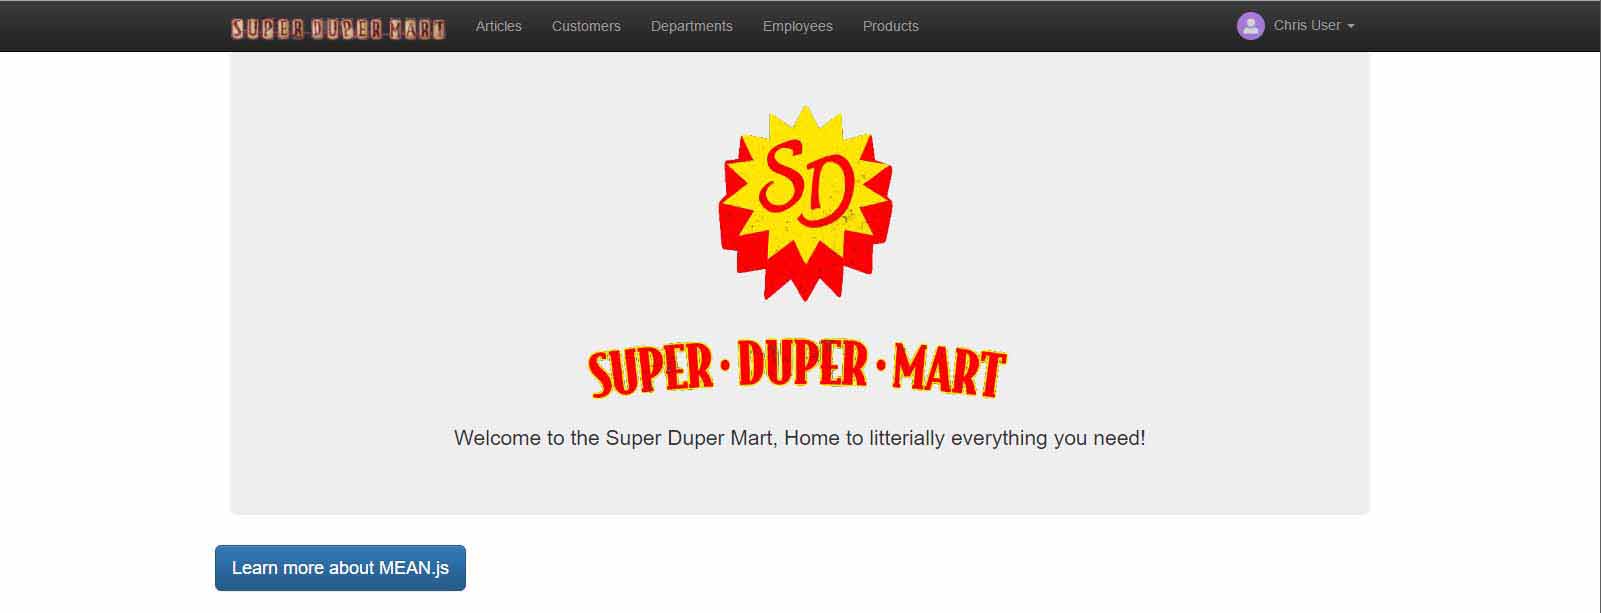 SUPER DUPER MART Articles Customers Departments Employees Products Chris User
SD
SUPER · DUPER · MART
Welcome to the Super Duper Mart, Home to litterially everything you need!
Learn more about MEAN.js